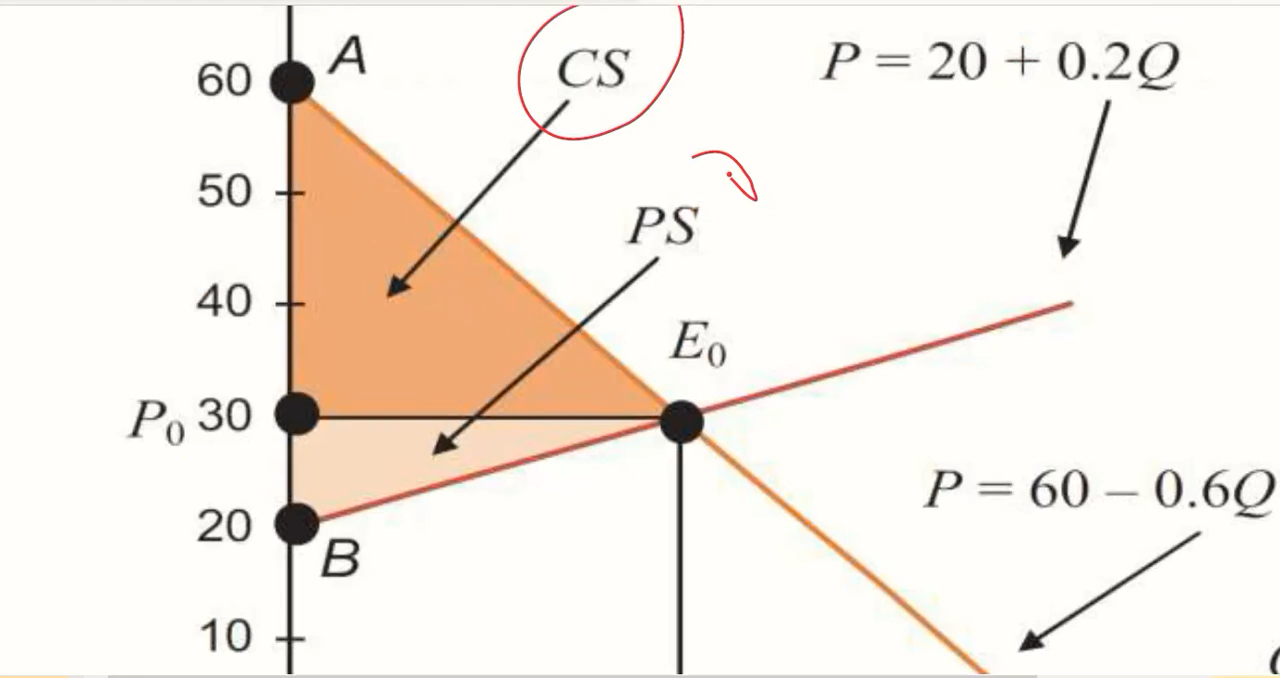 60 A
CS
P = 20 + 0.2Q
50
PS
40
E₀
P₀ 30
P = 60 – 0.6Q
20
B
10